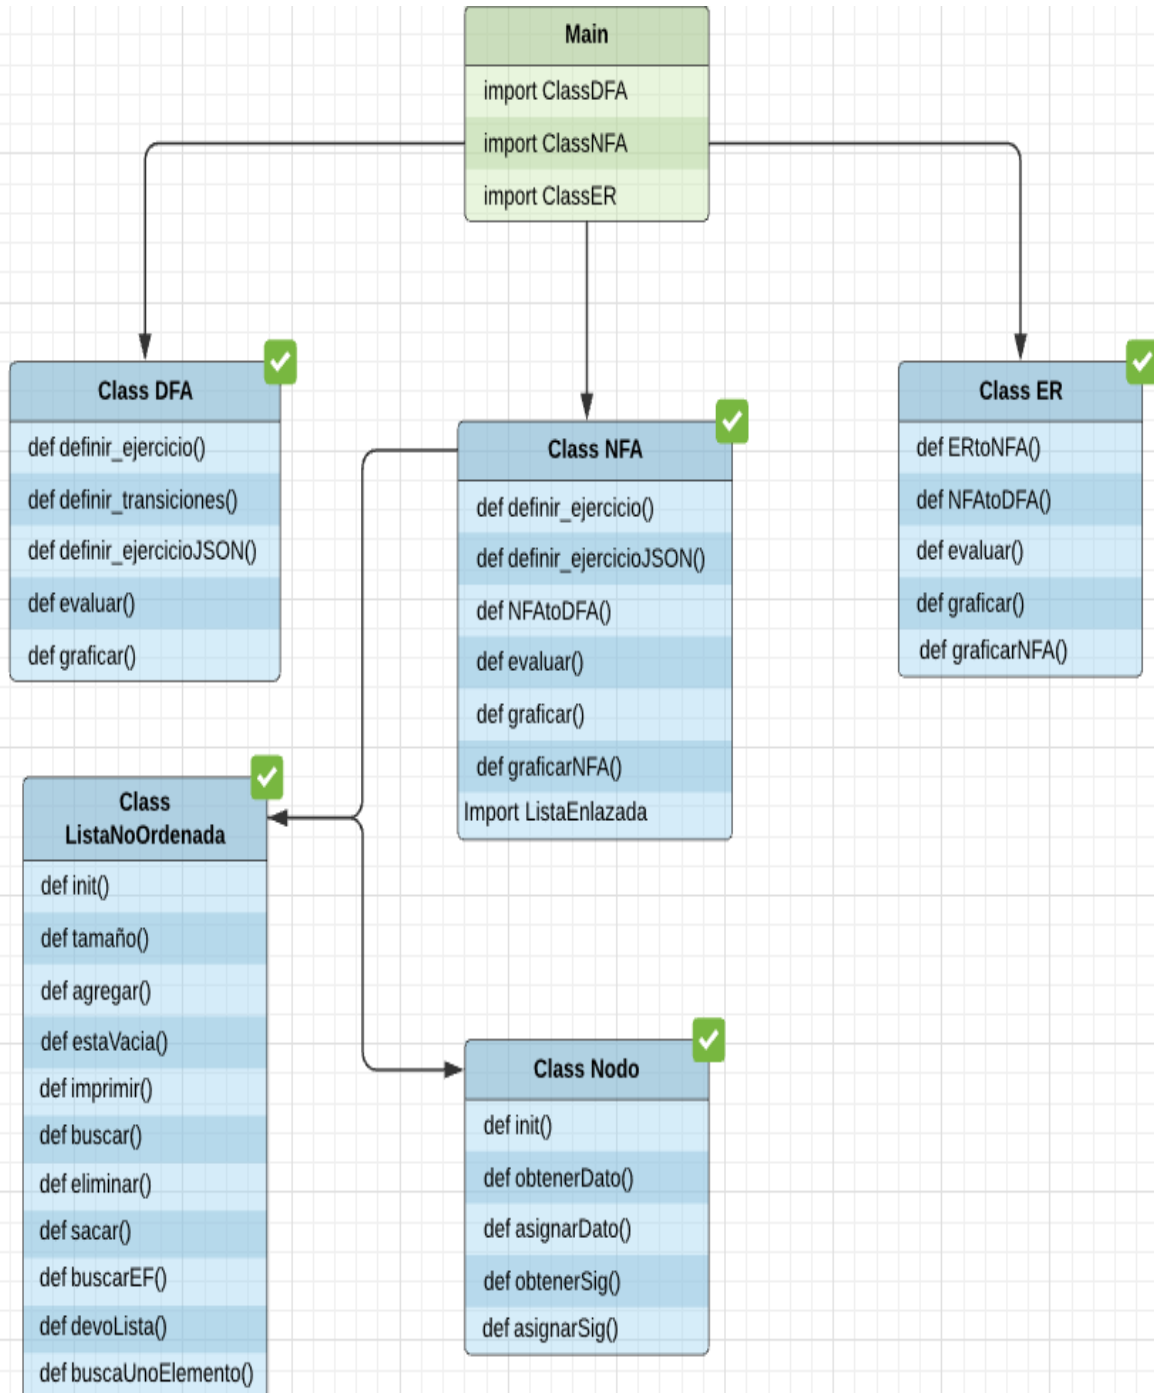 Main
import ClassDFA
import ClassNFA
import ClassER
Class DFA
def definir_ejercicio()
def definir_transiciones()
def definir_ejercicioJSON()
def evaluar()
def graficar()
Class NFA
def definir_ejercicio()
def definir_ejercicioJSON()
def NFAtoDFA()
def evaluar()
def graficar()
def graficarNFA()
Import ListaEnlazada
Class ER
def ERtoNFA()
def NFAtoDFA()
def evaluar()
def graficar()
def graficarNFA()
Class
ListaNoOrdenada
def init()
def tamaño()
def agregar()
def estaVacia()
def imprimir()
def buscar()
def eliminar()
def sacar()
def buscarEF()
def devoLista()
def buscaUnoElemento()
Class Nodo
def init()
def obtenerDato()
def asignarDato()
def obtenerSig()
def asignarSig()